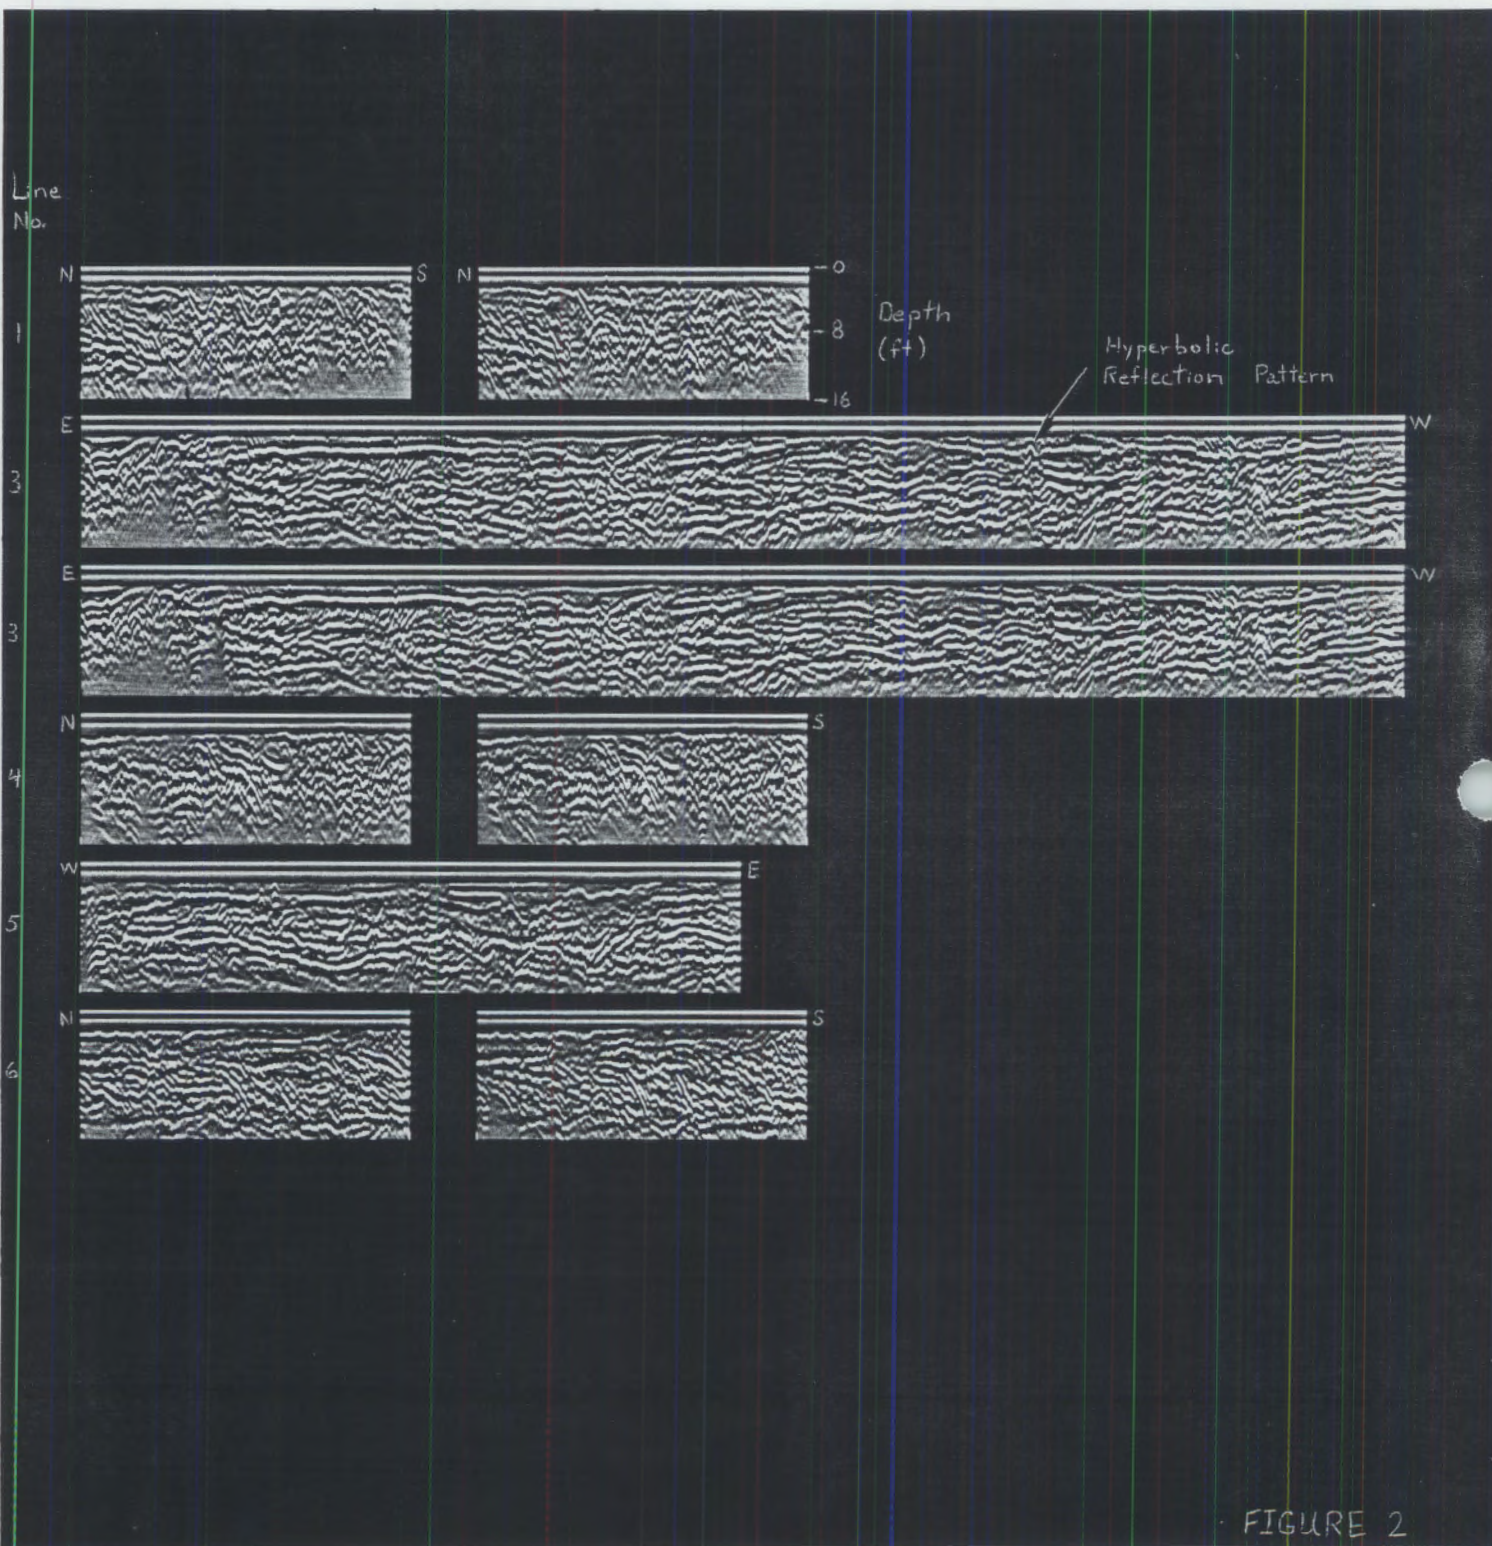 Line
No.
N S N - 0
1 - 8 Depth
(ft)
- 16
Hyperbolic
Reflection Pattern
E W
3
E W
3
N S
4
W E
5
N S
6
FIGURE 2